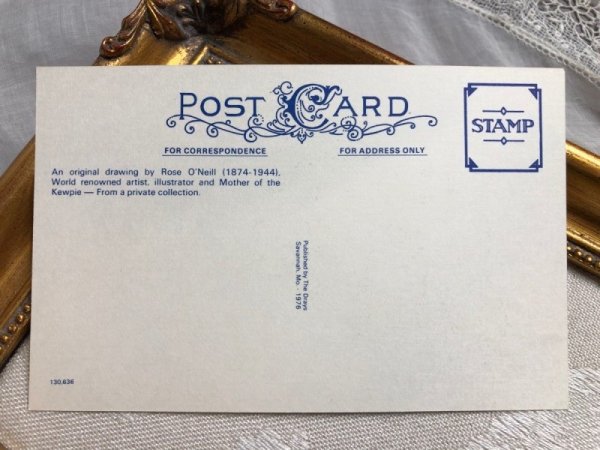 POST CARD
STAMP
FOR CORRESPONDENCE
FOR ADDRESS ONLY
An original drawing by Rose O'Neill (1874-1944),
World renowned artist, illustrator and Mother of the
Kewpie — From a private collection.
Published by The Drays
Savannah, Mo. - 1976
130,636